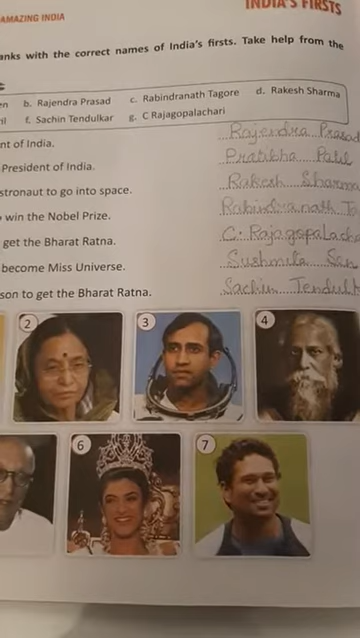 AMAZING INDIA
INDIA'S FIRSTS
anks with the correct names of India's firsts. Take help from the
en b. Rajendra Prasad c. Rabindranath Tagore d. Rakesh Sharma
il f. Sachin Tendulkar g. C Rajagopalachari
nt of India. Rajendra Prasad
President of India. Pratibha Patil
stronaut to go into space. Rakesh Sharma
win the Nobel Prize. Rabindranath Ta
get the Bharat Ratna. C. Rajagopalacha
become Miss Universe. Sushmita Sen
son to get the Bharat Ratna. Sachin Tendulk
2 3 4
6 7